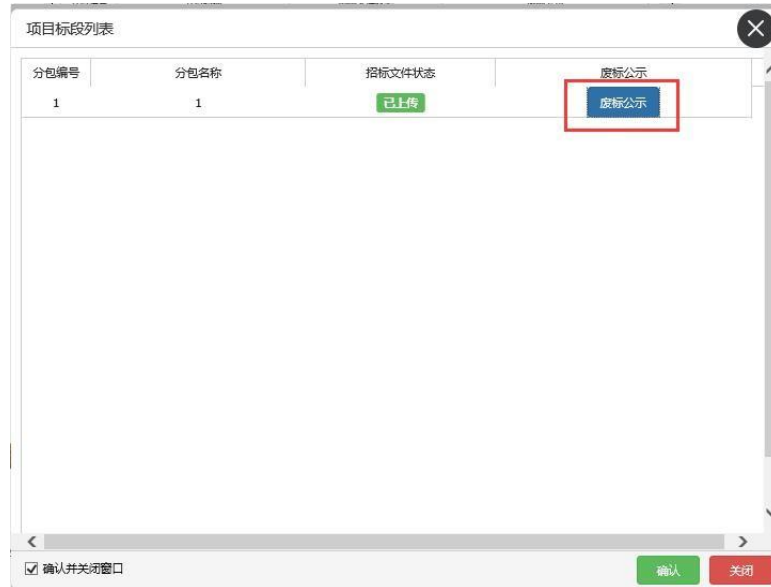 项目标段列表
分包编号 分包名称 招标文件状态 废标公示
1 1 已上传 废标公示
确认并关闭窗口 确认 关闭